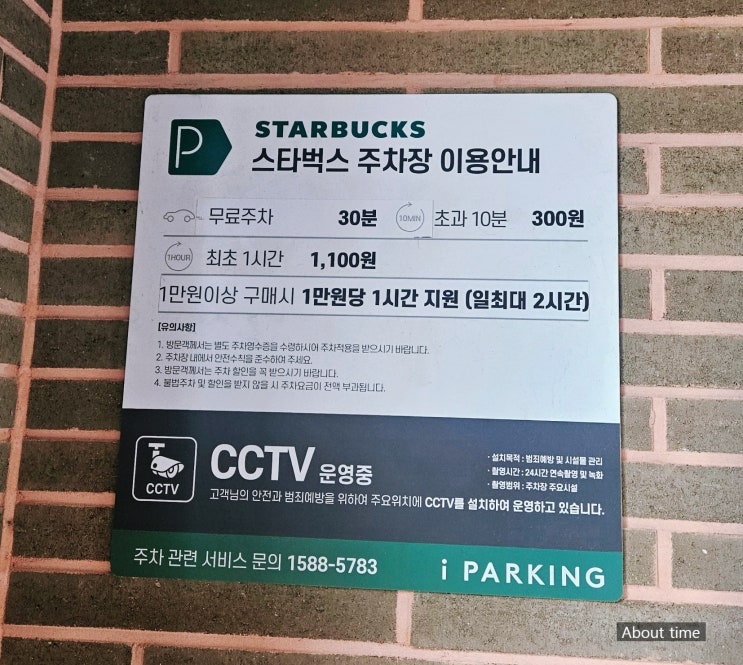 P STARBUCKS
스타벅스 주차장 이용안내
무료주차 30분 10MIN 초과 10분 300원
1HOUR 최초 1시간 1,100원
1만원이상 구매시 1만원당 1시간 지원 (일최대 2시간)
[유의사항]
1. 방문객께서는 별도 주차영수증을 수령하시어 주차적용을 받으시기 바랍니다.
2. 주차장 내에서 안전수칙을 준수하여 주세요.
3. 방문객께서는 주차 할인을 꼭 받으시기 바랍니다.
4. 불법주차 및 할인을 받지 않을 시 주차요금이 전액 부과됩니다.
CCTV
CCTV 운영중
· 설치목적 : 범죄예방 및 시설물 관리
· 촬영시간 : 24시간 연속촬영 및 녹화
· 촬영범위 : 주차장 주요시설
고객님의 안전과 범죄예방을 위하여 주요위치에 CCTV를 설치하여 운영하고 있습니다.
주차 관련 서비스 문의 1588-5783
i PARKING
About time